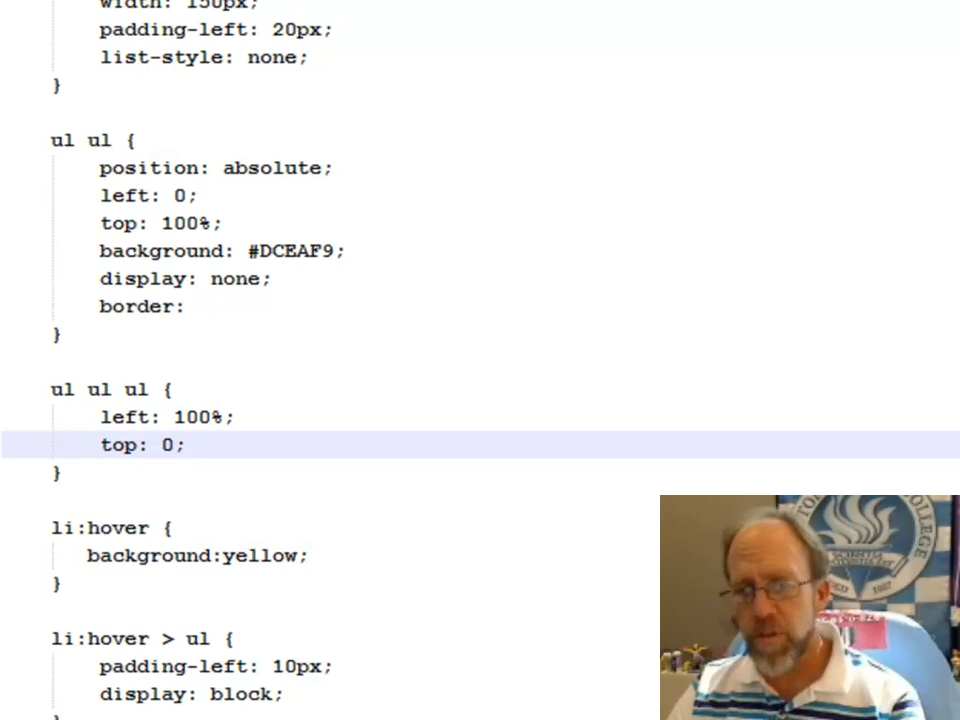 width: 150px;
padding-left: 20px;
list-style: none;
}
ul ul {
position: absolute;
left: 0;
top: 100%;
background: #DCEAF9;
display: none;
border:
}
ul ul ul {
left: 100%;
top: 0;
}
li:hover {
background:yellow;
}
li:hover > ul {
padding-left: 10px;
display: block;